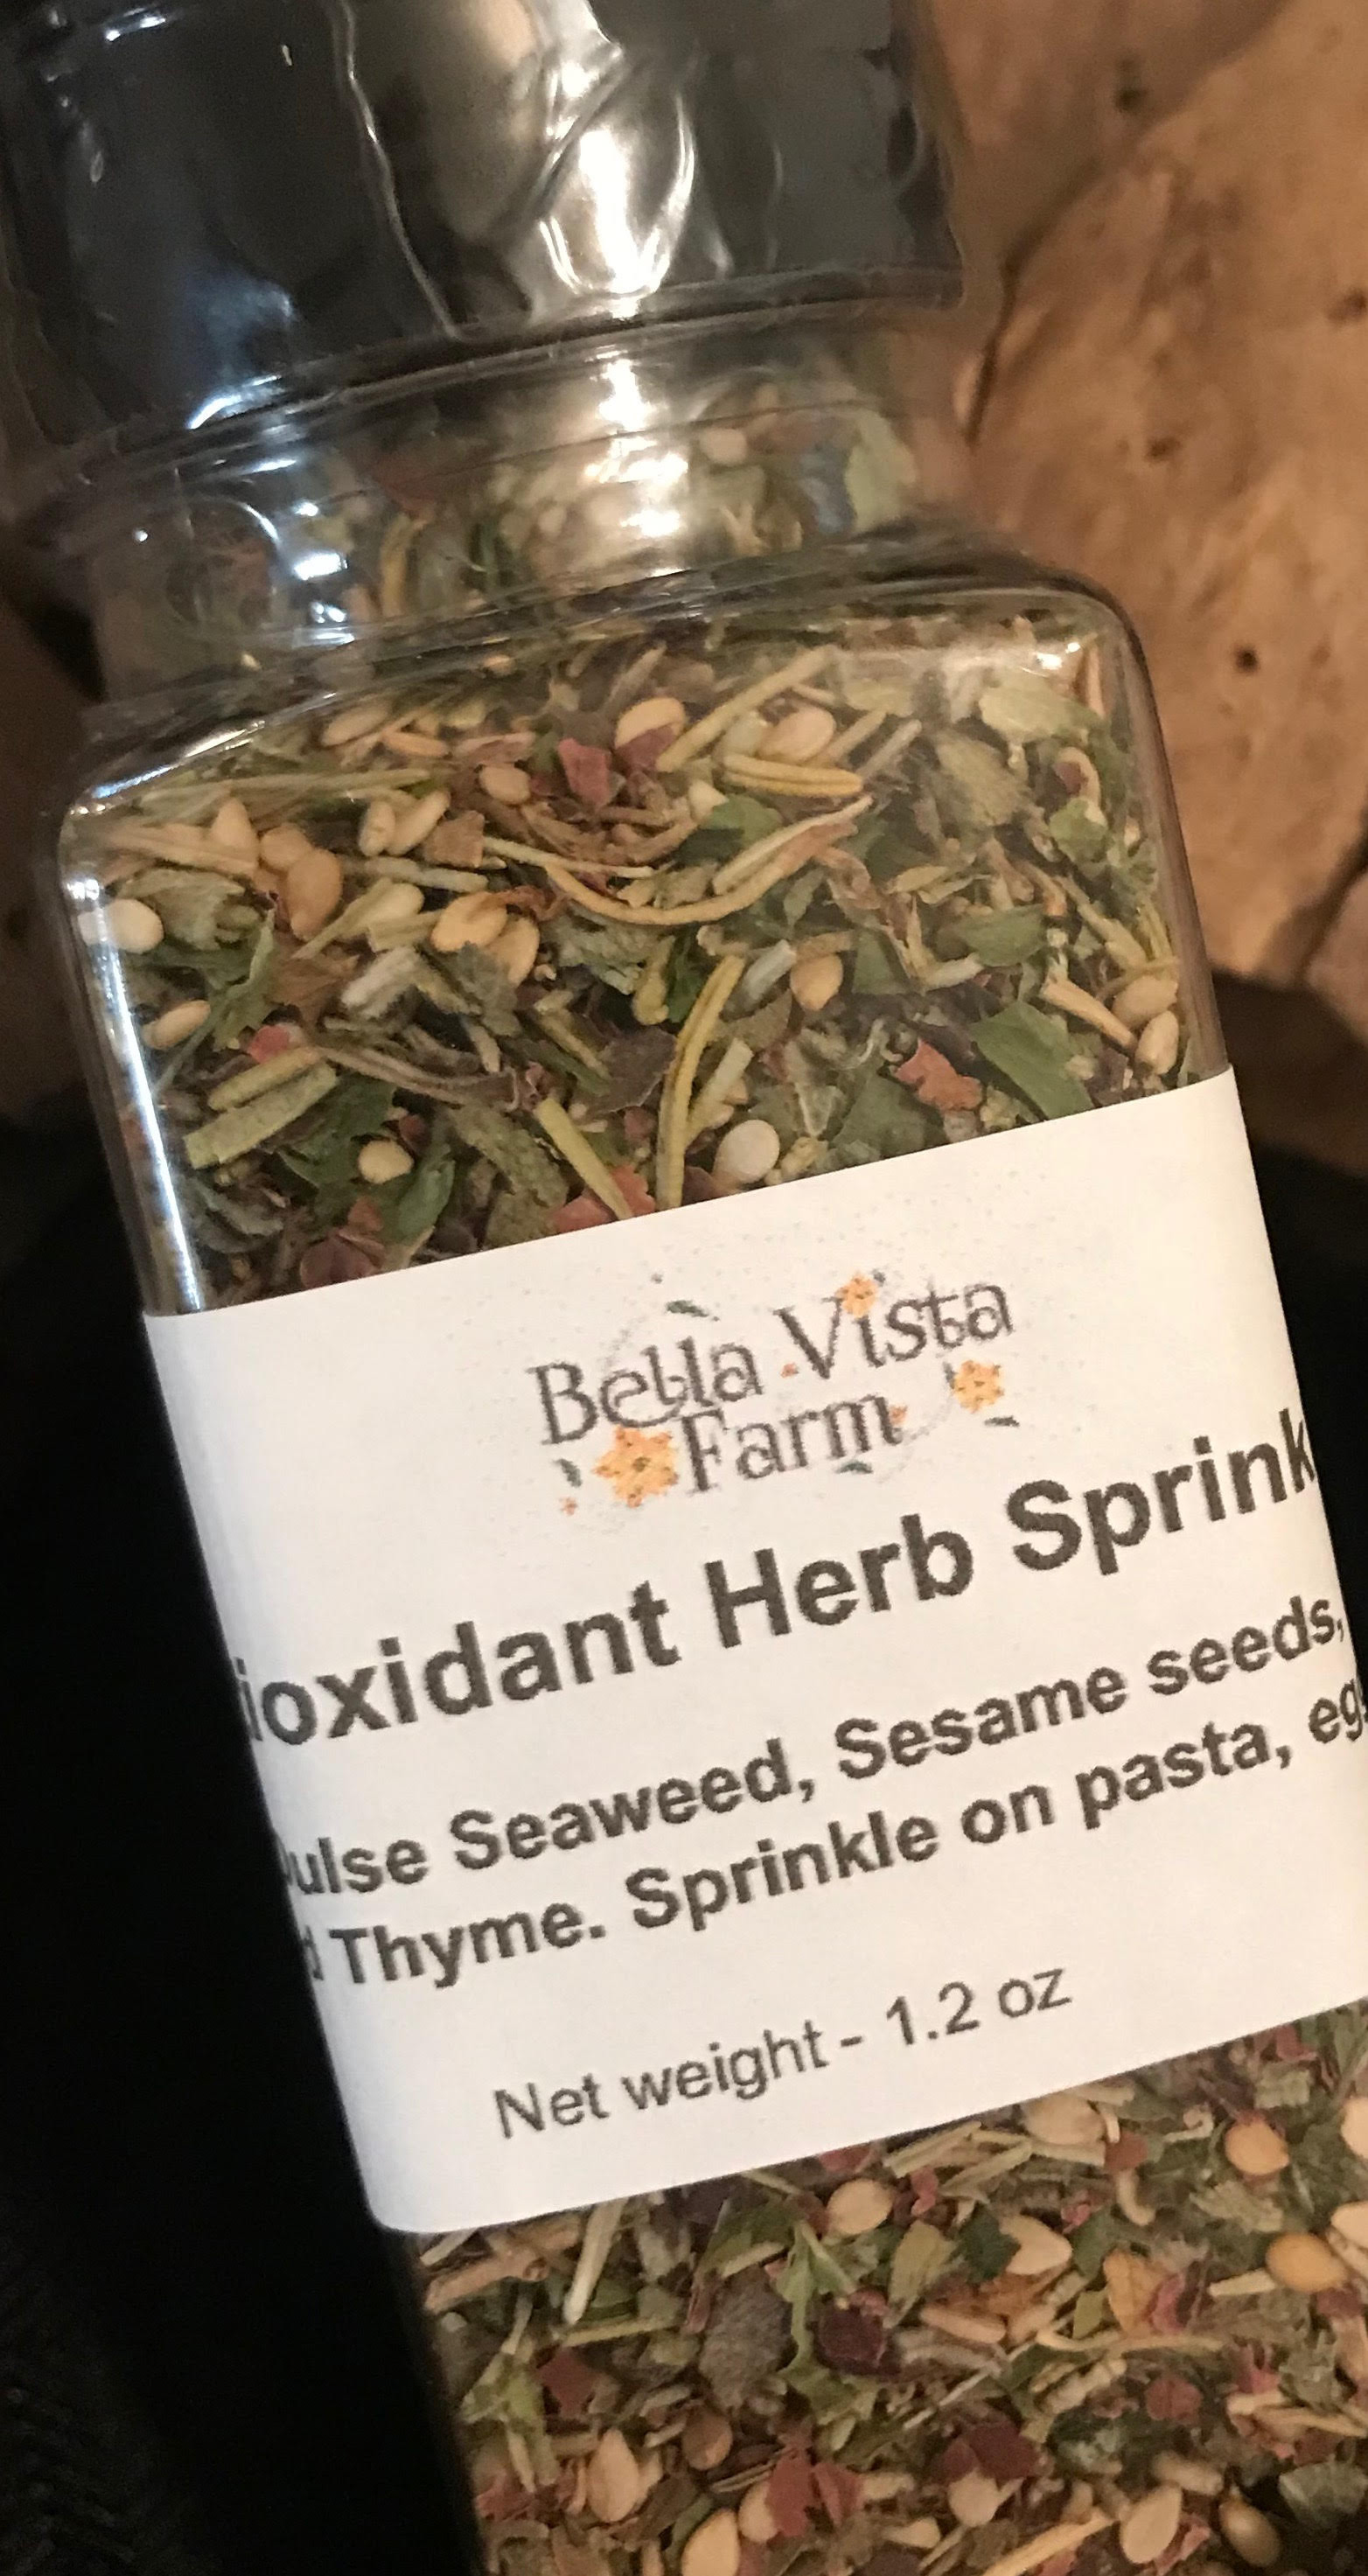 Bella Vista
Farm
ioxidant Herb Sprink
ulse Seaweed, Sesame seeds,
Thyme. Sprinkle on pasta, eg
Net weight - 1.2 oz